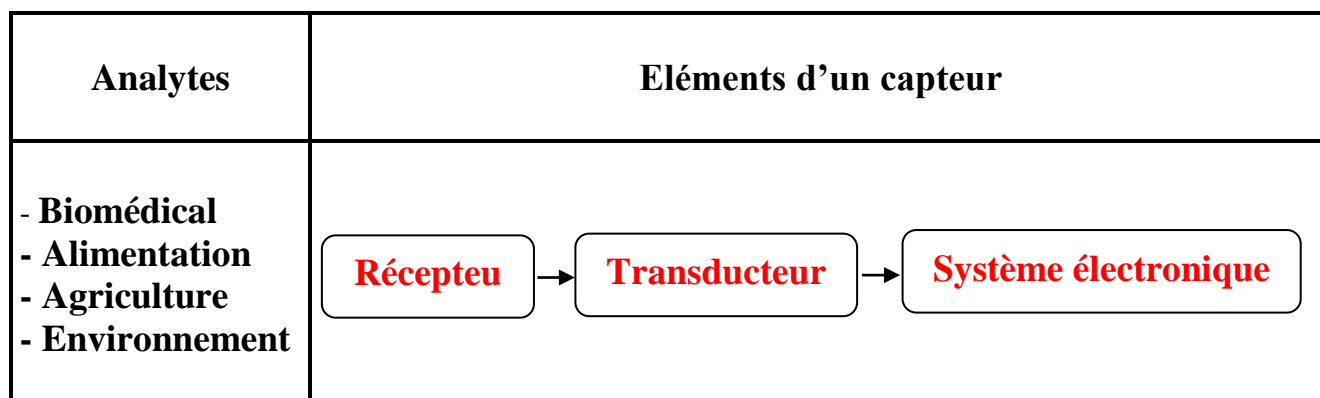 Analytes
Eléments d’un capteur
- Biomédical
- Alimentation
- Agriculture
- Environnement
Récepteu
Transducteur
Système électronique